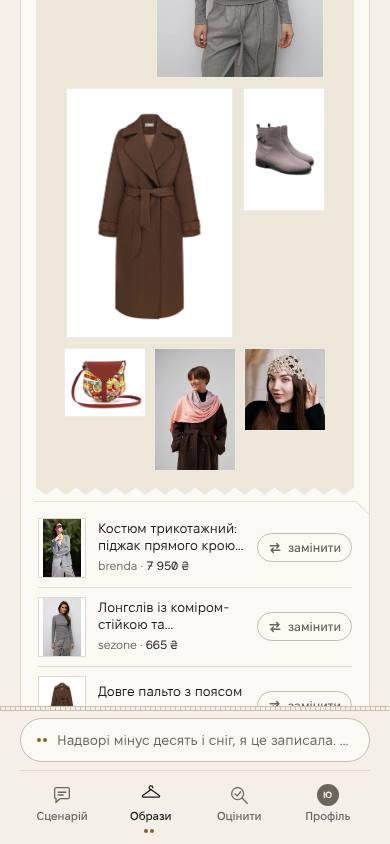 Костюм трикотажний:
піджак прямого крою…
brenda · 7 950 ₴
замінити
Лонгслів із коміром-
стійкою та…
sezone · 665 ₴
замінити
Довге пальто з поясом
замінити
Надворі мінус десять і сніг, я це записала. …
Сценарій
Образи
Оцінити
Ю
Профіль